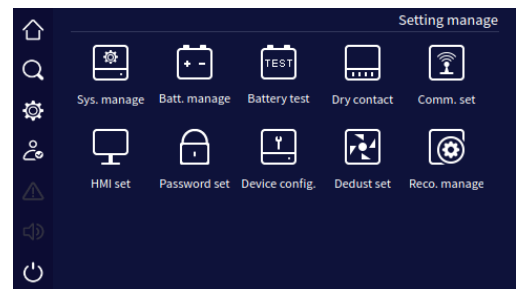 Setting manage
+ -
TEST
Sys. manage Batt. manage Battery test Dry contact Comm. set
HMI set Password set Device config. Dedust set Reco. manage